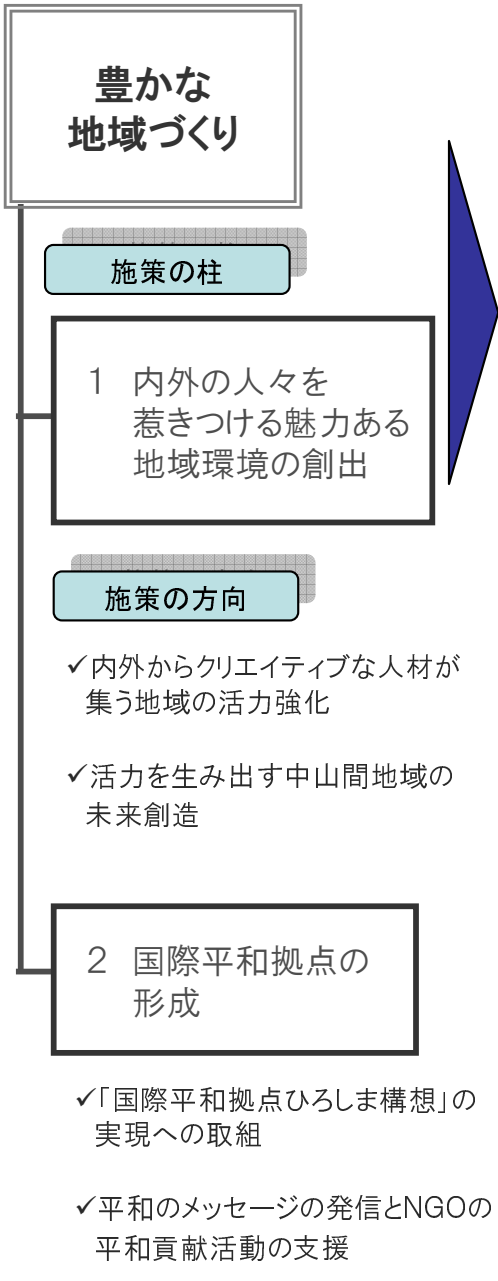 豊かな
地域づくり
施策の柱
1 内外の人々を
惹きつける魅力ある
地域環境の創出
施策の方向
✓内外からクリエイティブな人材が
集う地域の活力強化
✓活力を生み出す中山間地域の
未来創造
2 国際平和拠点の
形成
✓「国際平和拠点ひろしま構想」の
実現への取組
✓平和のメッセージの発信とNGOの
平和貢献活動の支援